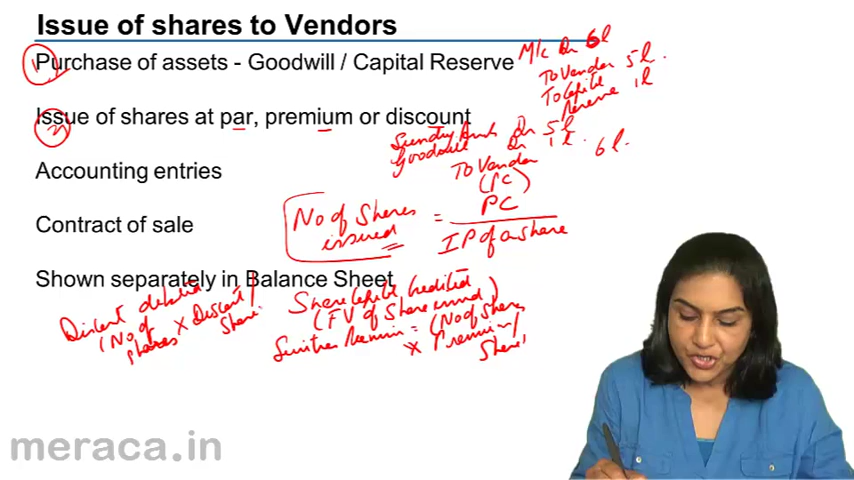 Issue of shares to Vendors
1) Purchase of assets - Goodwill / Capital Reserve
M/c Dr 6l
To Vendor 5l
To Capital
Reserve 1l
2) Issue of shares at par, premium or discount
Sundry Dr 5l
Goodwill Dr 1l
To Vendor 6l
(PC)
Accounting entries
Contract of sale
No of Shares issued = PC
IP of a share
Shown separately in Balance Sheet
Discount debited
(No of shares × Discount/
Share
Share Capital Credited
(FV of Share issued)
Securities Premium = (No of Shares
× Premium/
Share)
meraca.in